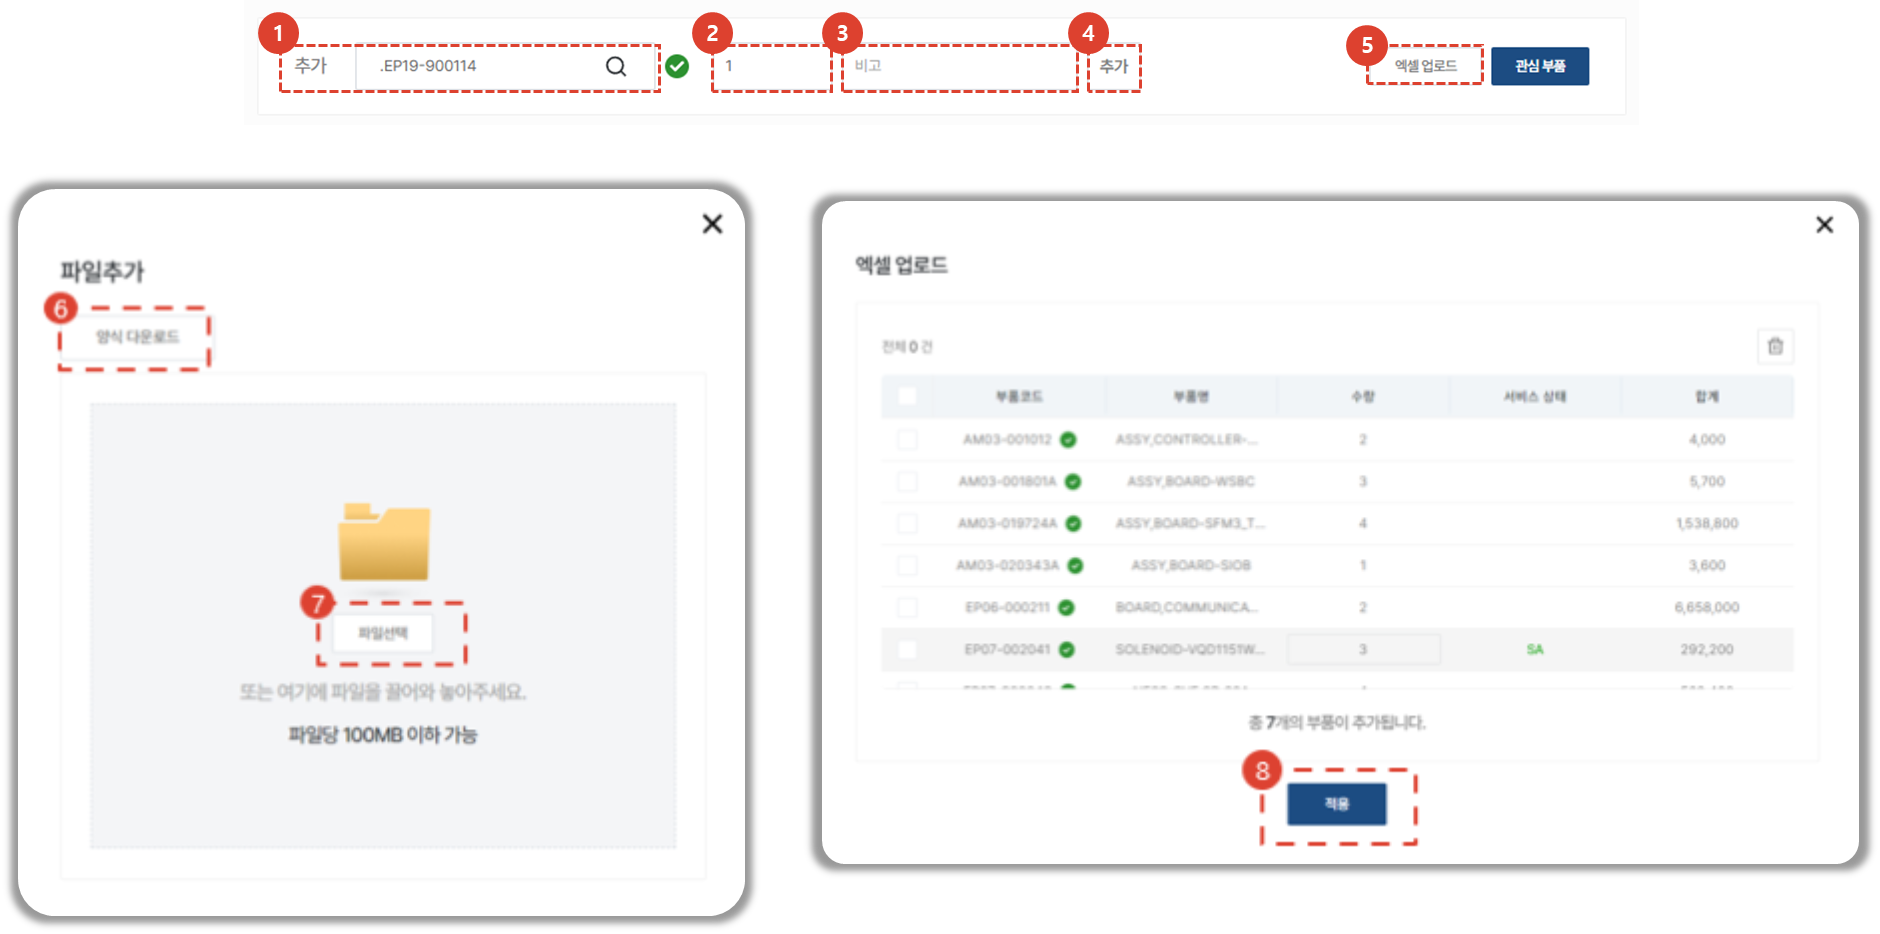 1 2 3 4 5
추가 .EP19-900114 1 비고 추가 엑셀 업로드 관심 부품
파일추가
6
양식 다운로드
7
파일선택
또는 여기에 파일을 끌어와 놓아주세요.
파일당 100MB 이하 가능
엑셀 업로드
전체 0 건
부품코드 부품명 수량 서비스 상태 합계
AM03-001012 ASSY,CONTROLLER-... 2 4,000
AM03-001801A ASSY,BOARD-WSBC 3 5,700
AM03-019724A ASSY,BOARD-SFM3_T... 4 1,538,800
AM03-020343A ASSY,BOARD-SIOB 1 3,600
EP06-000211 BOARD,COMMUNICA... 2 6,658,000
EP07-002041 SOLENOID-VQD1151W... 3 SA 292,200
총 7개의 부품이 추가됩니다.
8
적용